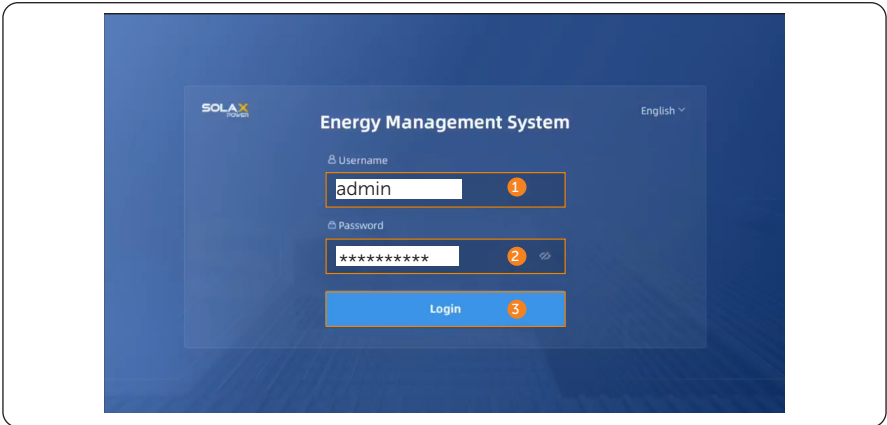 SOLAX
POWER
English
Energy Management System
Username
admin
1
Password
**********
2
Login
3